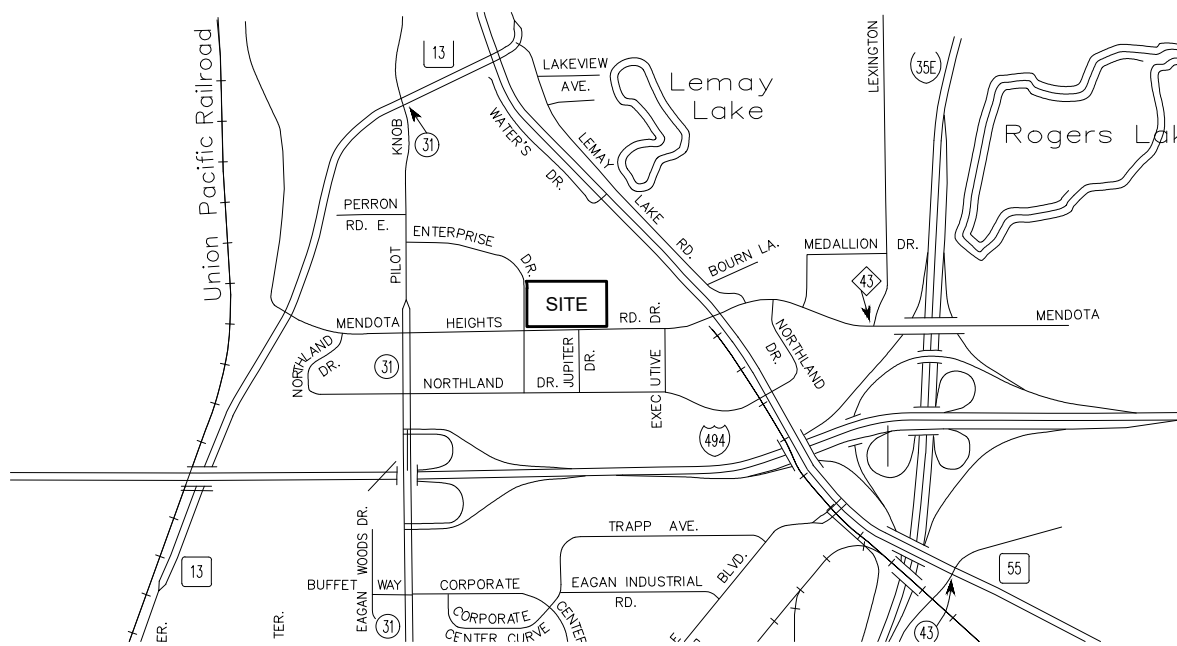 Union Pacific Railroad
13
LAKEVIEW
AVE.
Lemay
Lake
LEXINGTON
35E
Rogers Lak
KNOB
31
WATER'S
DR.
LEMAY
LAKE
RD.
PERRON
RD. E.
ENTERPRISE
DR.
PILOT
BOURN LA.
MEDALLION DR.
43
SITE
MENDOTA HEIGHTS RD.
MENDOTA
DR.
EXECUTIVE
NORTHLAND
DR.
31
JUPITER
DR.
NORTHLAND
DR.
NORTHLAND DR.
494
TRAPP AVE.
13
EAGAN WOODS DR.
BUFFET WAY
CORPORATE
EAGAN INDUSTRIAL
RD.
BLVD.
55
31
CORPORATE
CENTER CURVE
CENTER
43
ER.
TER.